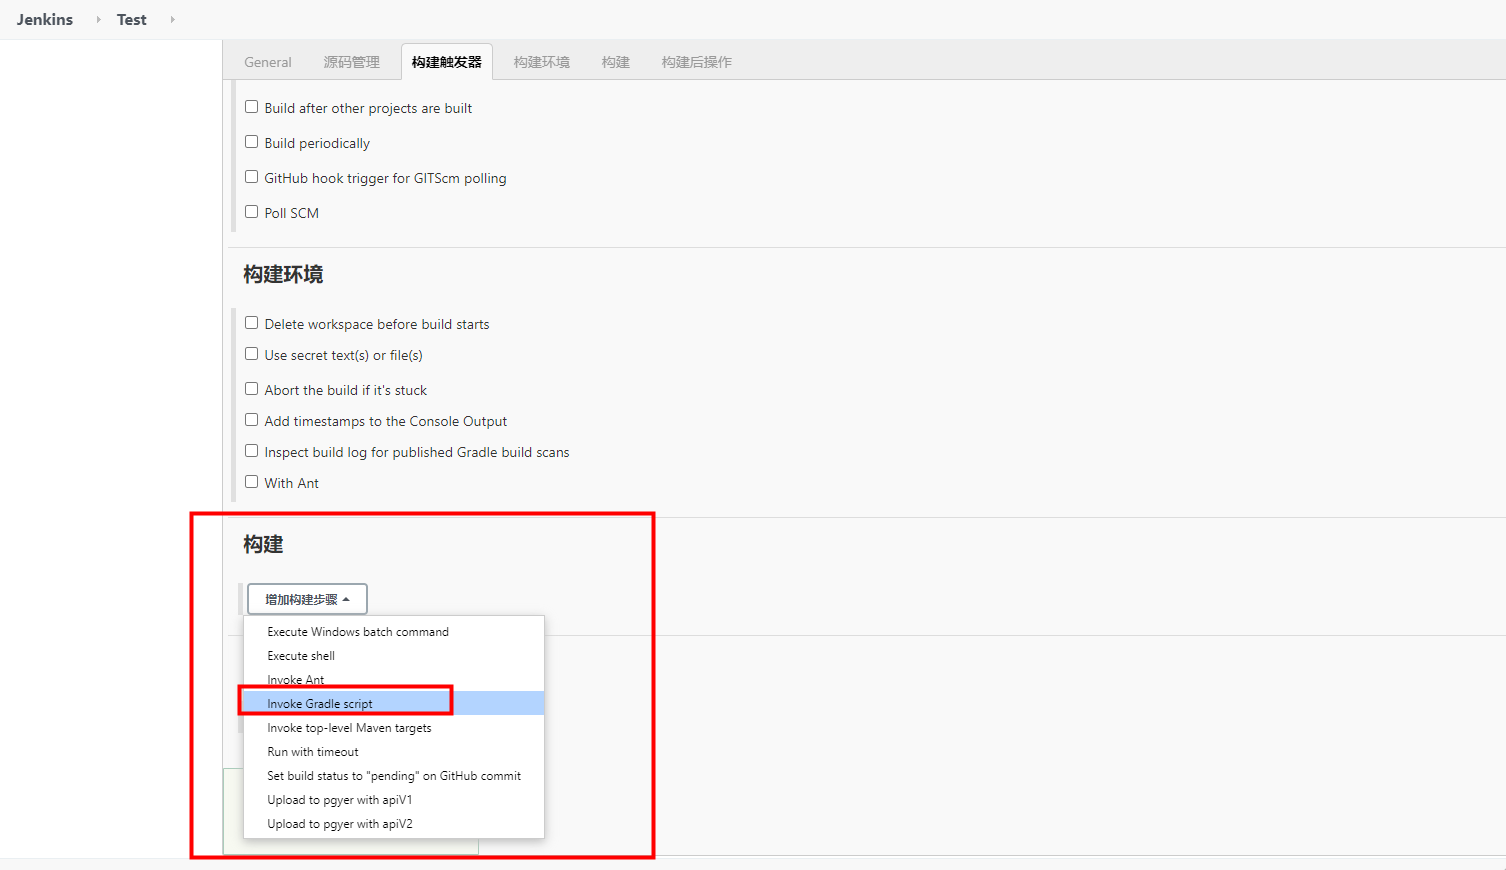 Jenkins Test
General 源码管理 构建触发器 构建环境 构建 构建后操作
Build after other projects are built
Build periodically
GitHub hook trigger for GITScm polling
Poll SCM
构建环境
Delete workspace before build starts
Use secret text(s) or file(s)
Abort the build if it's stuck
Add timestamps to the Console Output
Inspect build log for published Gradle build scans
With Ant
构建
增加构建步骤
Execute Windows batch command
Execute shell
Invoke Ant
Invoke Gradle script
Invoke top-level Maven targets
Run with timeout
Set build status to "pending" on GitHub commit
Upload to pgyer with apiV1
Upload to pgyer with apiV2